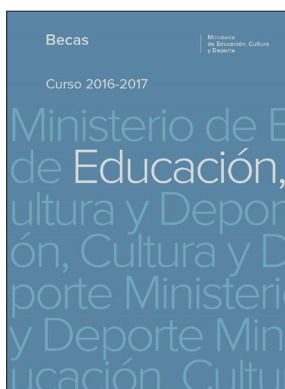 Becas
Ministerio
de Educación, Cultura
y Deporte
Curso 2016-2017
Ministerio de E
de Educación,
ultura y Depor
ón, Cultura y D
porte Ministeri
y Deporte Min
ucación, Cultu